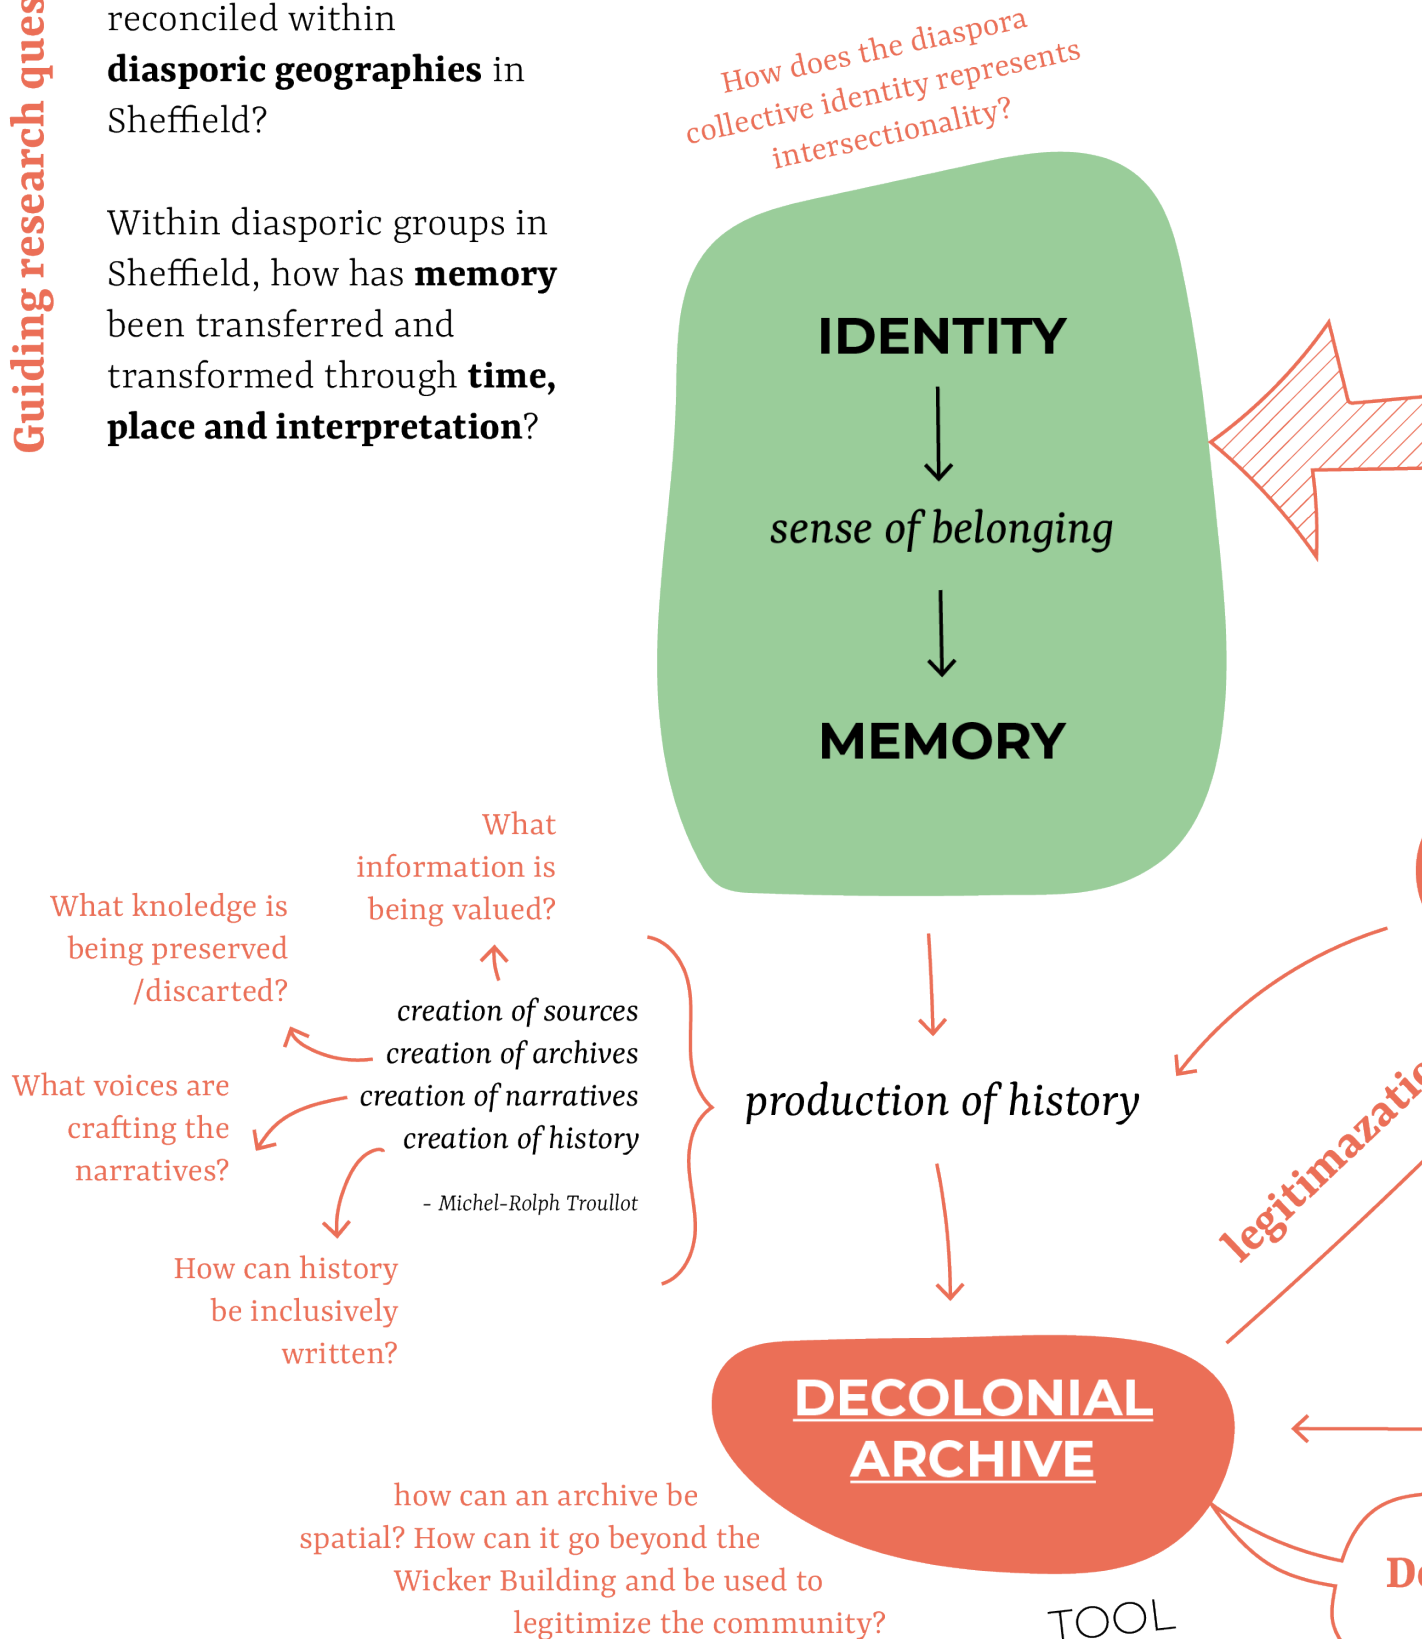 Guiding research ques
reconciled within
diasporic geographies in
Sheffield?
Within diasporic groups in
Sheffield, how has memory
been transferred and
transformed through time,
place and interpretation?
How does the diaspora
collective identity represents
intersectionality?
IDENTITY
sense of belonging
MEMORY
What
information is
being valued?
What knoledge is
being preserved
/discarted?
What voices are
crafting the
narratives?
How can history
be inclusively
written?
creation of sources
creation of archives
creation of narratives
creation of history
- Michel-Rolph Troullot
production of history
legitimazatio
DECOLONIAL
ARCHIVE
how can an archive be
spatial? How can it go beyond the
Wicker Building and be used to
legitimize the community?
TOOL
De